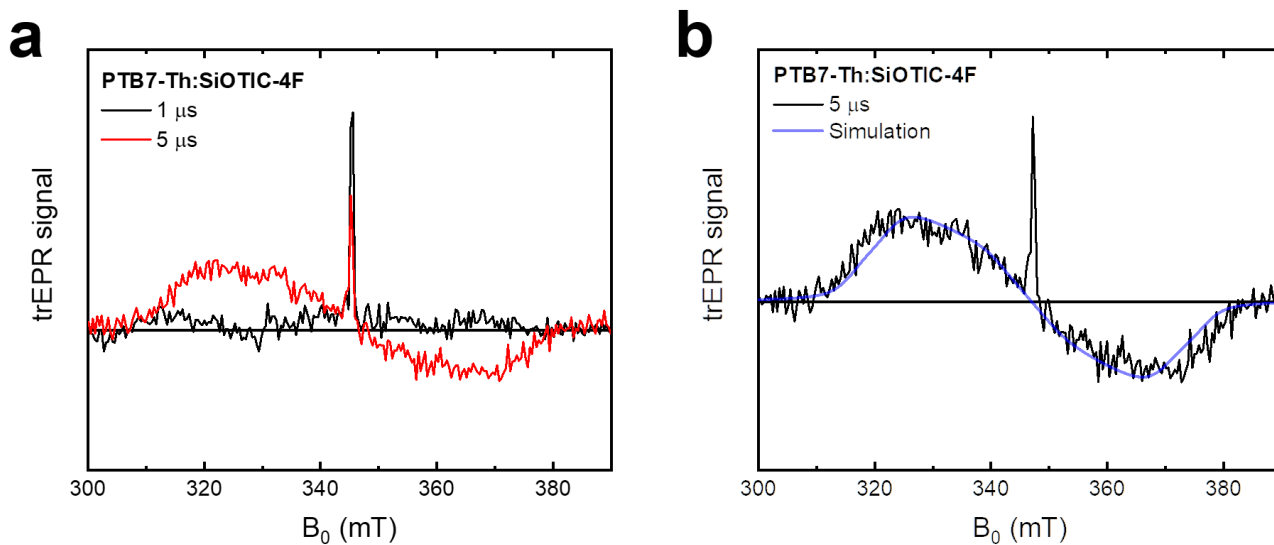 a
PTB7-Th:SiOTIC-4F
1 μs
5 μs
trEPR signal
300
320
340
360
380
B₀ (mT)
b
PTB7-Th:SiOTIC-4F
5 μs
Simulation
trEPR signal
300
320
340
360
380
B₀ (mT)